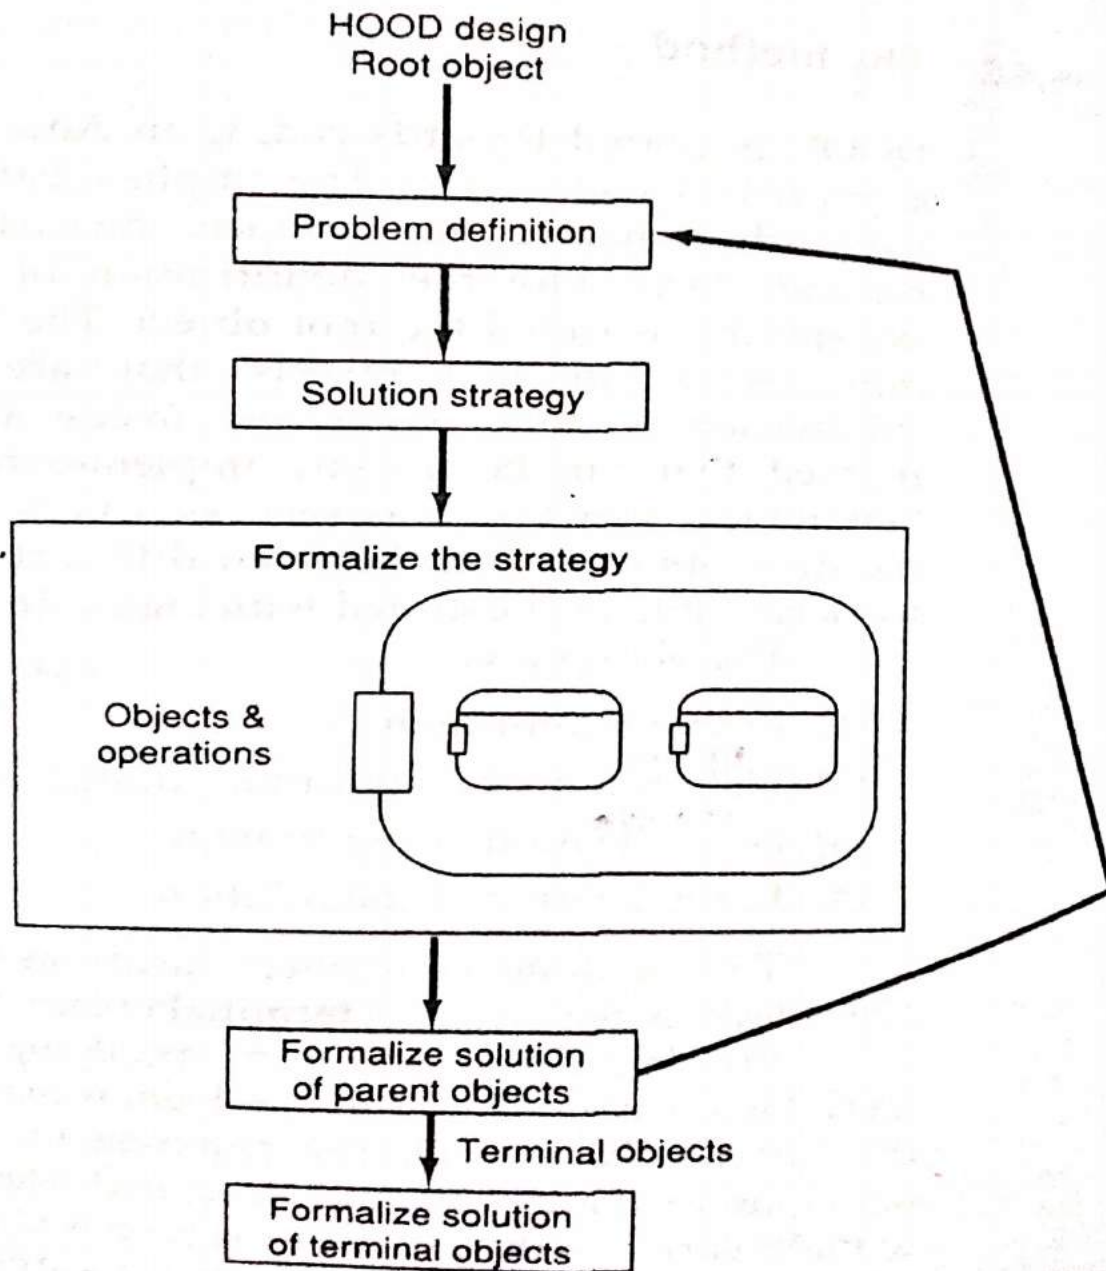 HOOD design
Root object
Problem definition
Solution strategy
Formalize the strategy
Objects &
operations
Formalize solution
of parent objects
Terminal objects
Formalize solution
of terminal objects